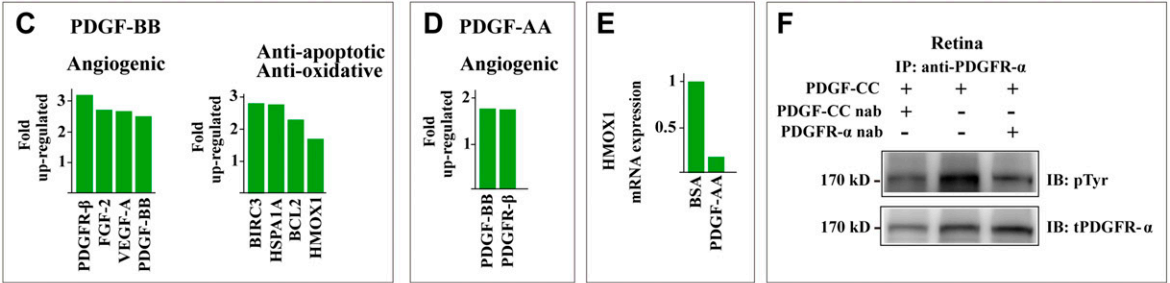 C
PDGF-BB
Angiogenic
Fold
up-regulated
3
2
1
PDGFR-β
FGF-2
VEGF-A
PDGF-BB
Anti-apoptotic
Anti-oxidative
Fold
up-regulated
3
2
1
BIRC3
HSPA1A
BCL2
HMOX1
D
PDGF-AA
Angiogenic
Fold
up-regulated
2
1
PDGF-BB
PDGFR-β
E
HMOX1
mRNA expression
1
0.5
BSA
PDGF-AA
F
Retina
IP: anti-PDGFR-α
PDGF-CC + + +
PDGF-CC nab + - -
PDGFR-α nab - - +
170 kD - IB: pTyr
170 kD - IB: tPDGFR-α